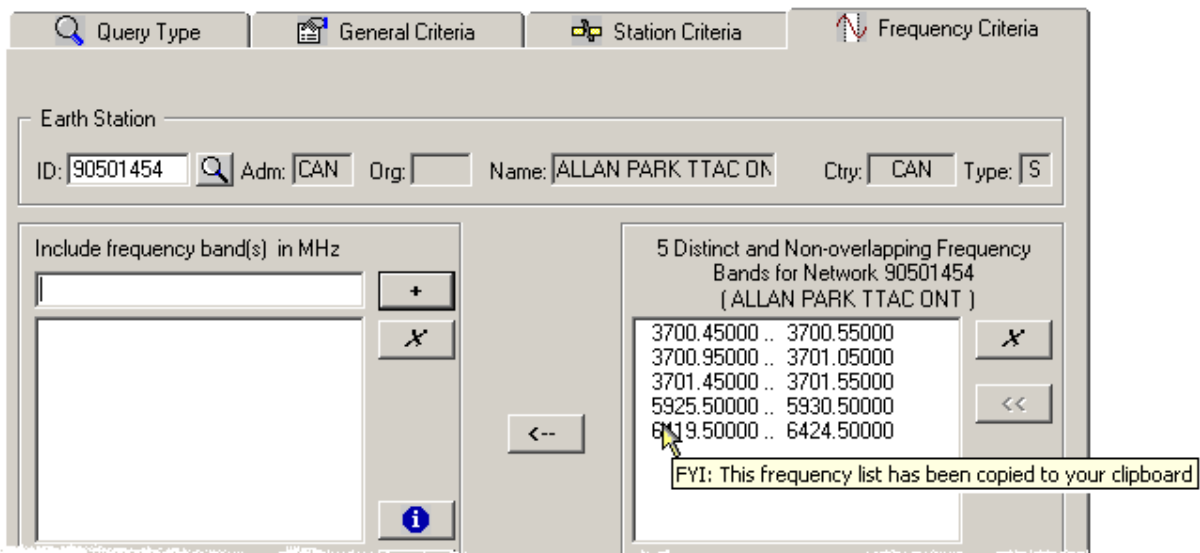 Query Type
General Criteria
Station Criteria
Frequency Criteria
Earth Station
ID: 90501454 Adm: CAN Org: Name: ALLAN PARK TTAC ON Ctry: CAN Type: S
Include frequency band(s) in MHz
+
x
<--
i
5 Distinct and Non-overlapping Frequency
Bands for Network 90501454
( ALLAN PARK TTAC ONT )
3700.45000 .. 3700.55000
3700.95000 .. 3701.05000
3701.45000 .. 3701.55000
5925.50000 .. 5930.50000
6419.50000 .. 6424.50000
x
<<
FYI: This frequency list has been copied to your clipboard